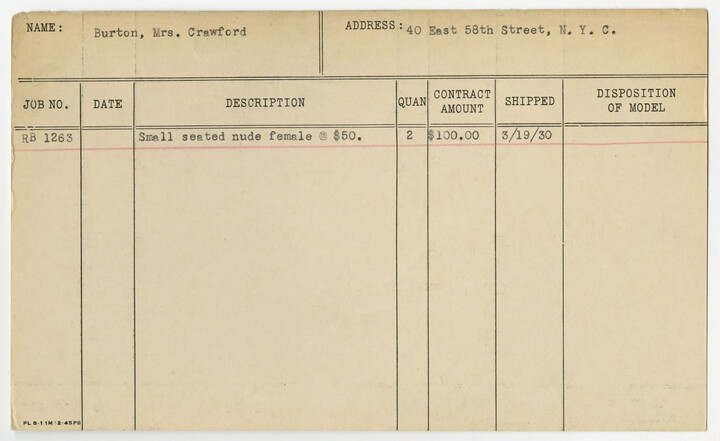 NAME: Burton, Mrs. Crawford ADDRESS: 40 East 58th Street, N. Y. C.
JOB NO. DATE DESCRIPTION QUAN CONTRACT AMOUNT SHIPPED DISPOSITION OF MODEL
RB 1263 Small seated nude female @ $50. 2 $100.00 3/19/30